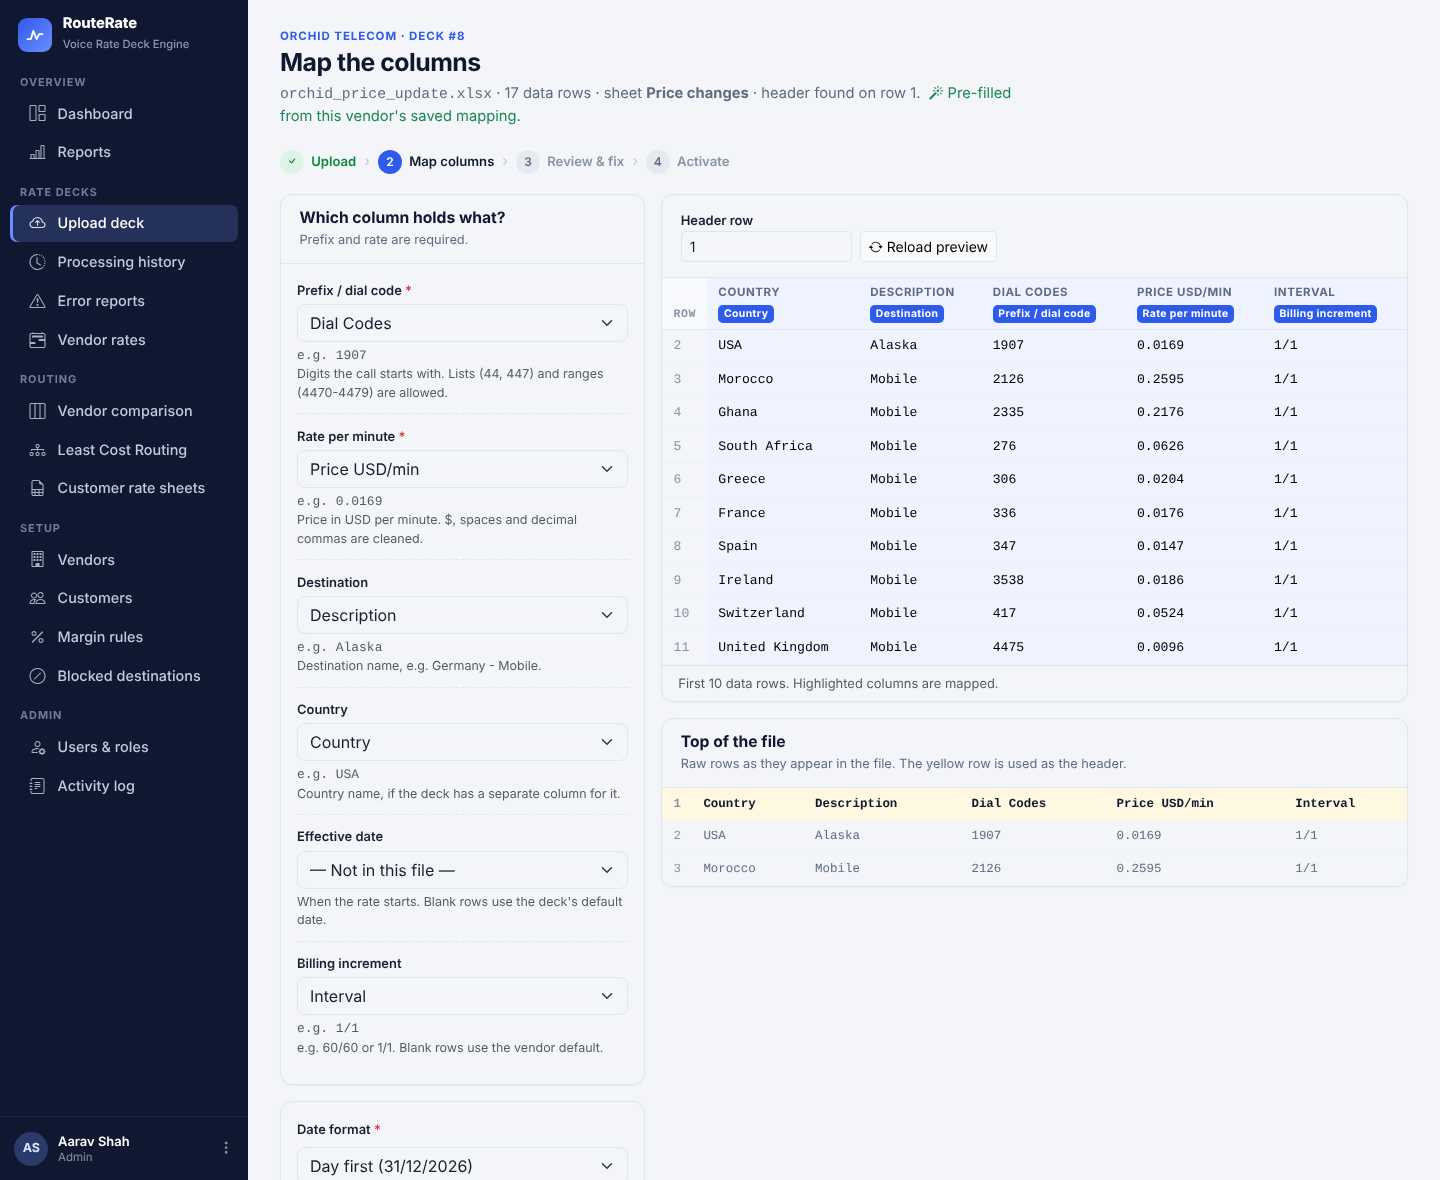 RouteRate
Voice Rate Deck Engine
OVERVIEW
Dashboard
Reports
RATE DECKS
Upload deck
Processing history
Error reports
Vendor rates
ROUTING
Vendor comparison
Least Cost Routing
Customer rate sheets
SETUP
Vendors
Customers
Margin rules
Blocked destinations
ADMIN
Users & roles
Activity log
AS
Aarav Shah
Admin
ORCHID TELECOM · DECK #8
Map the columns
orchid_price_update.xlsx · 17 data rows · sheet Price changes · header found on row 1. Pre-filled
from this vendor's saved mapping.
Upload › 2 Map columns › 3 Review & fix › 4 Activate
Which column holds what?
Prefix and rate are required.
Prefix / dial code *
Dial Codes
e.g. 1907
Digits the call starts with. Lists (44, 447) and ranges
(4470-4479) are allowed.
Rate per minute *
Price USD/min
e.g. 0.0169
Price in USD per minute. $, spaces and decimal
commas are cleaned.
Destination
Description
e.g. Alaska
Destination name, e.g. Germany - Mobile.
Country
Country
e.g. USA
Country name, if the deck has a separate column for it.
Effective date
— Not in this file —
When the rate starts. Blank rows use the deck's default
date.
Billing increment
Interval
e.g. 1/1
e.g. 60/60 or 1/1. Blank rows use the vendor default.
Date format *
Day first (31/12/2026)
Header row
1
Reload preview
COUNTRY DESCRIPTION DIAL CODES PRICE USD/MIN INTERVAL
ROW Country Destination Prefix / dial code Rate per minute Billing increment
2 USA Alaska 1907 0.0169 1/1
3 Morocco Mobile 2126 0.2595 1/1
4 Ghana Mobile 2335 0.2176 1/1
5 South Africa Mobile 276 0.0626 1/1
6 Greece Mobile 306 0.0204 1/1
7 France Mobile 336 0.0176 1/1
8 Spain Mobile 347 0.0147 1/1
9 Ireland Mobile 3538 0.0186 1/1
10 Switzerland Mobile 417 0.0524 1/1
11 United Kingdom Mobile 4475 0.0096 1/1
First 10 data rows. Highlighted columns are mapped.
Top of the file
Raw rows as they appear in the file. The yellow row is used as the header.
1 Country Description Dial Codes Price USD/min Interval
2 USA Alaska 1907 0.0169 1/1
3 Morocco Mobile 2126 0.2595 1/1